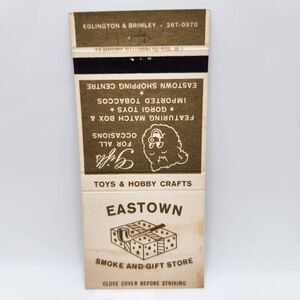 EGLINTON & BRIMLEY • 267-0970
EASTOWN SHOPPING CENTRE
IMPORTED TOBACCOS ★
★ GORGI TOYS ★
FEATURING MATCH BOX &
OCCASIONS
FOR ALL
Gifts
TOYS & HOBBY CRAFTS
EASTOWN
SMOKE AND GIFT STORE
CLOSE COVER BEFORE STRIKING